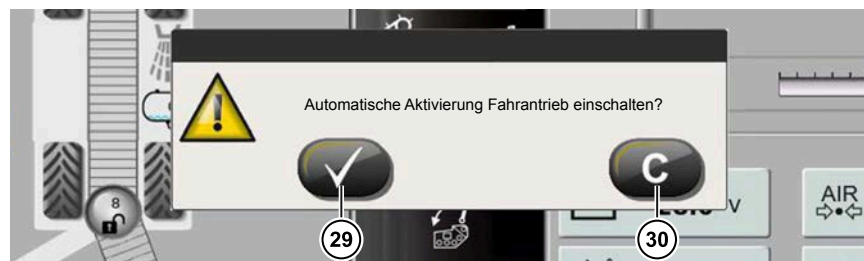 Automatische Aktivierung Fahrantrieb einschalten?
8
C
V
AIR
29
30